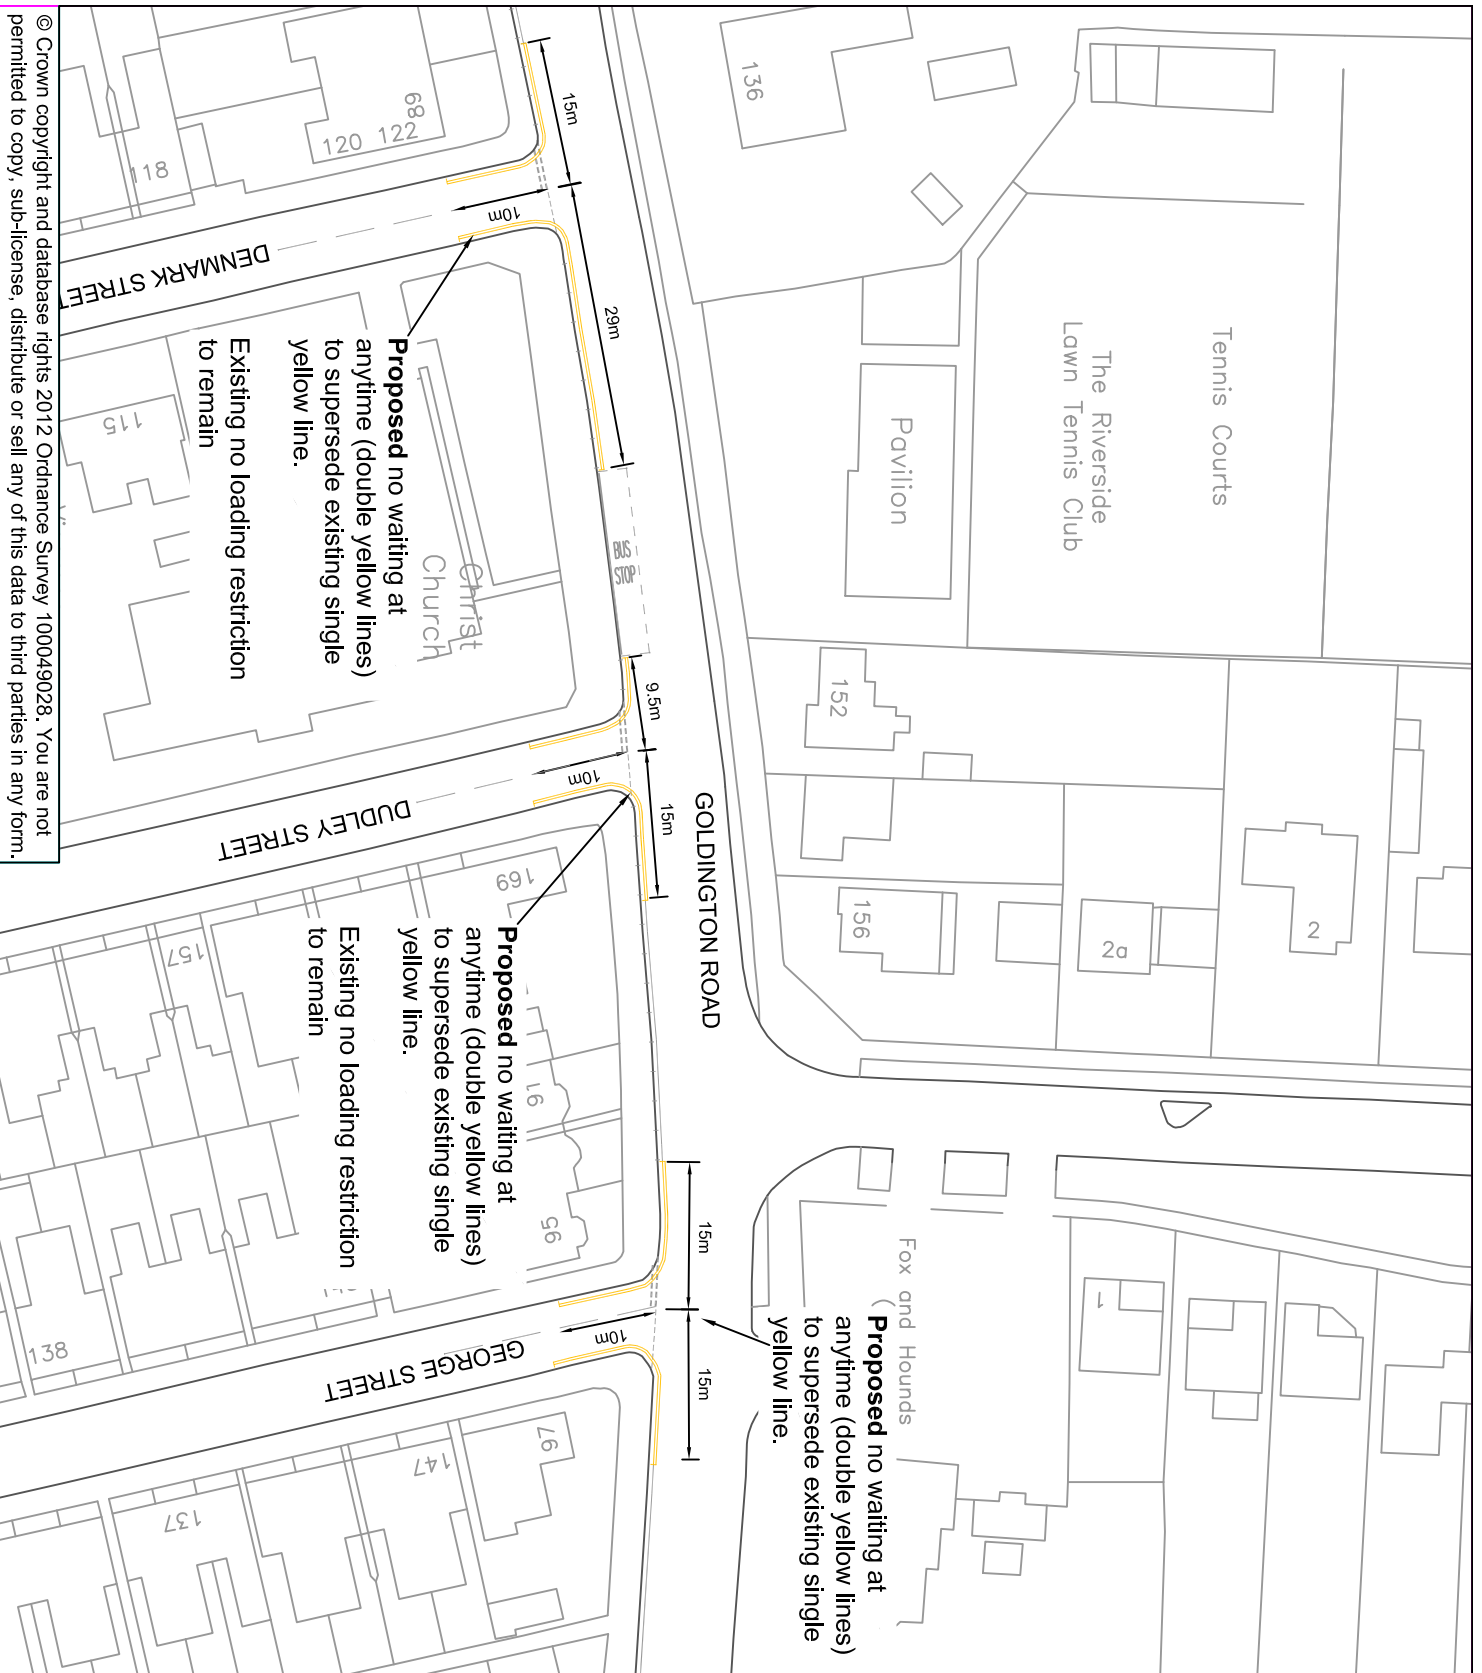 136
Tennis Courts
The Riverside
Lawn Tennis Club
Pavilion
152
156
2a
2
1
Fox and Hounds
(
Proposed no waiting at
anytime (double yellow lines)
to supersede existing single
yellow line.
GOLDINGTON ROAD
15m
29m
9.5m
15m
15m
15m
10m
10m
10m
BUS
STOP
68
120 122
118
DENMARK STREET
Proposed no waiting at
anytime (double yellow lines)
to supersede existing single
yellow line.
Existing no loading restriction
to remain
Christ
Church
115
DUDLEY STREET
169
157
Proposed no waiting at
anytime (double yellow lines)
to supersede existing single
yellow line.
Existing no loading restriction
to remain
91
95
138
GEORGE STREET
97
147
137
© Crown copyright and database rights 2012 Ordnance Survey 100049028. You are not
permitted to copy, sub-license, distribute or sell any of this data to third parties in any form.